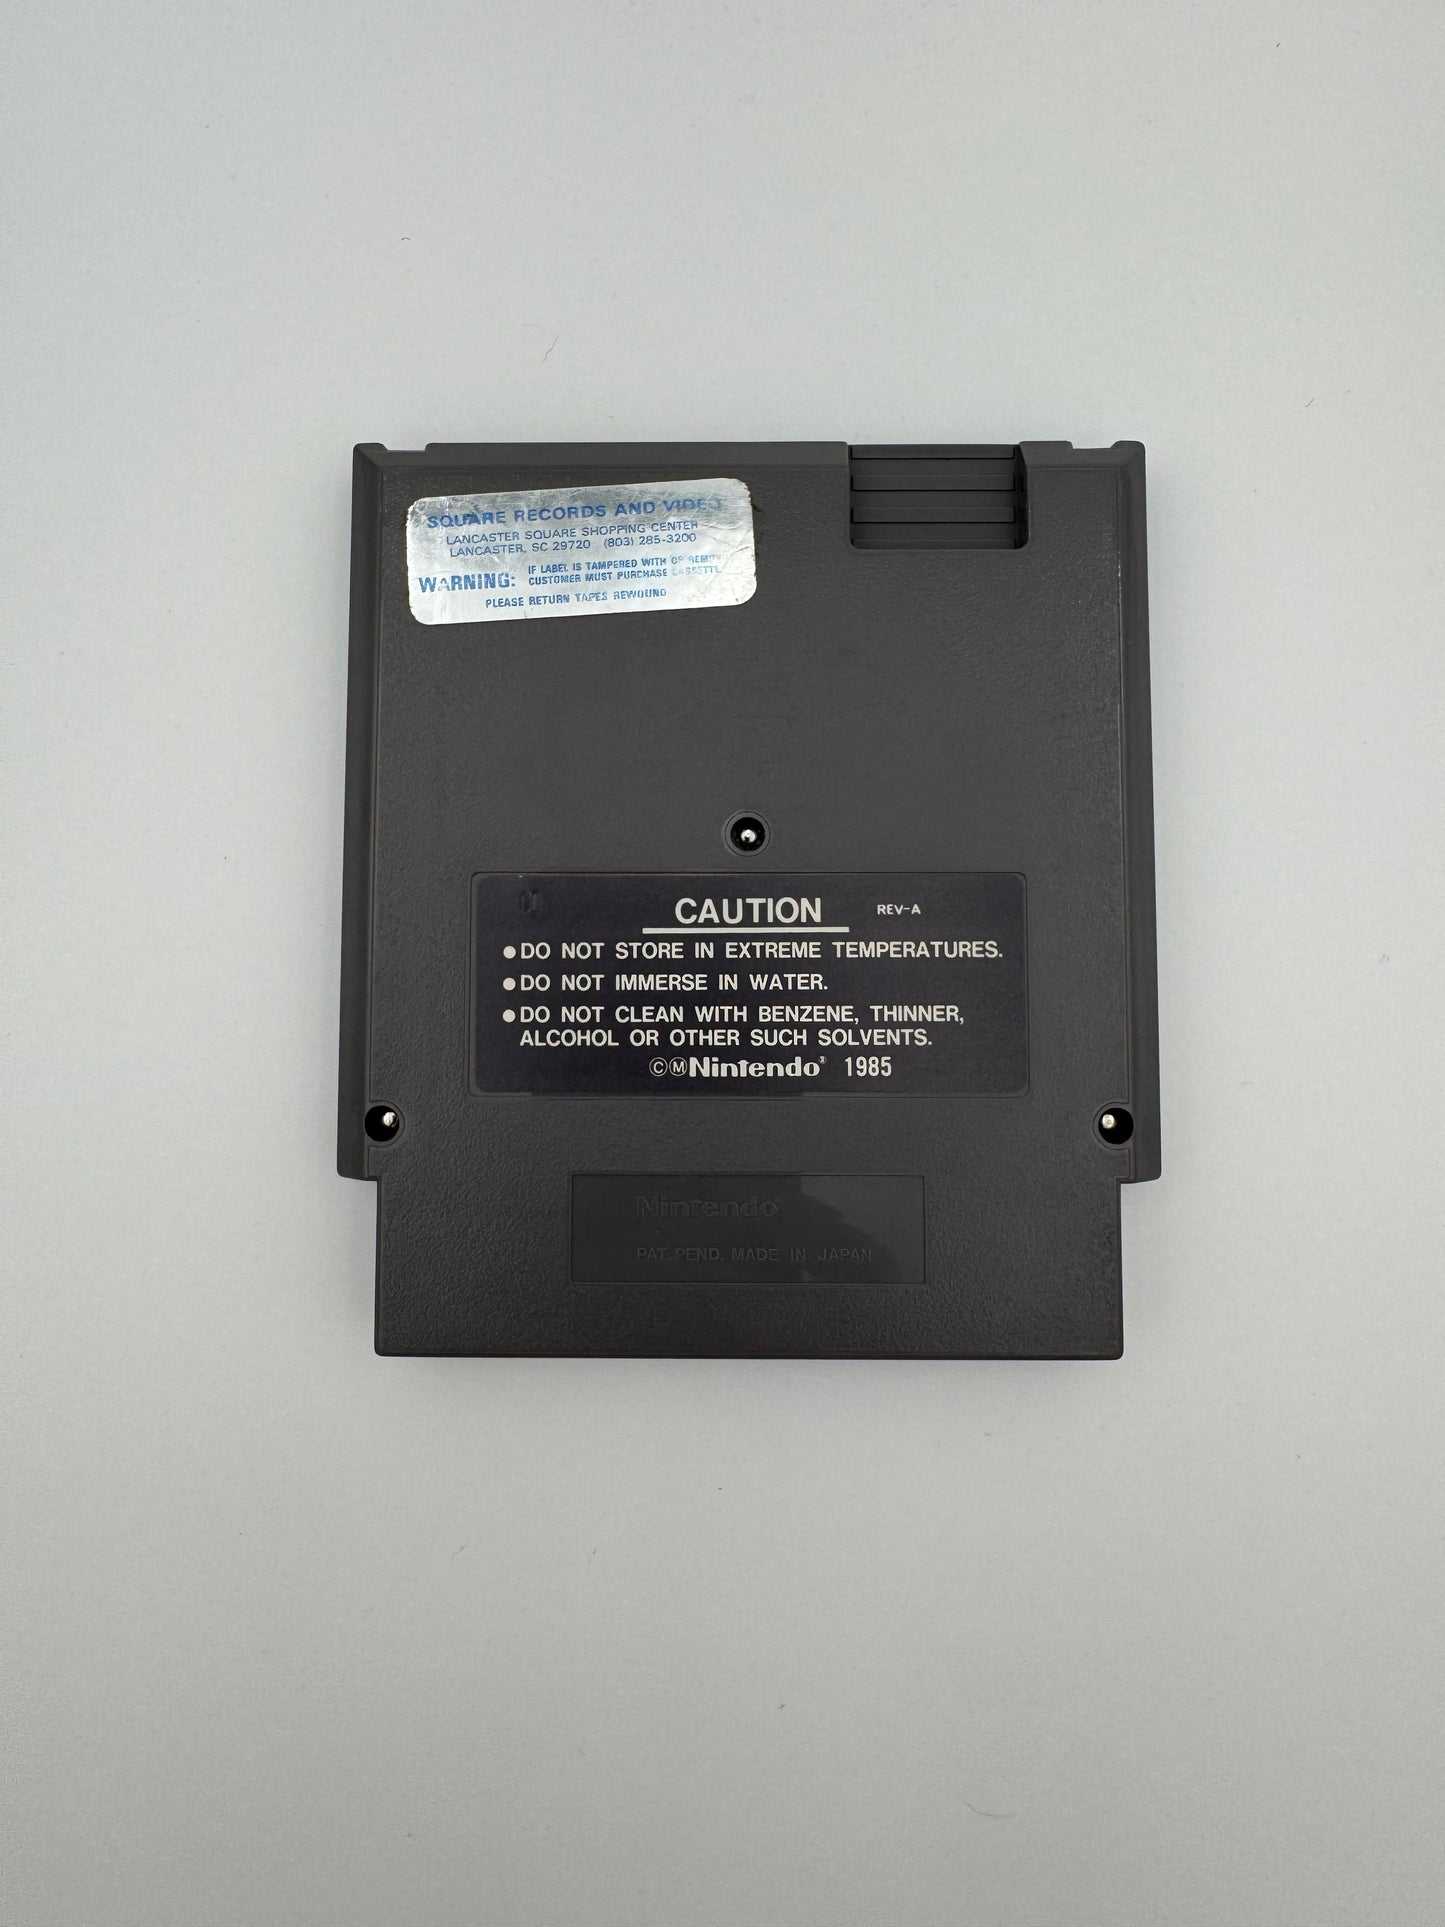 SQUARE RECORDS AND VIDEO
LANCASTER SQUARE SHOPPING CENTER
LANCASTER, SC 29720 (803) 285-3200
WARNING: IF LABEL IS TAMPERED WITH OR REMOV
CUSTOMER MUST PURCHASE CASSETTE
PLEASE RETURN TAPES REWOUND
CAUTION REV-A
●DO NOT STORE IN EXTREME TEMPERATURES.
●DO NOT IMMERSE IN WATER.
●DO NOT CLEAN WITH BENZENE, THINNER,
ALCOHOL OR OTHER SUCH SOLVENTS.
©ⓂNintendo® 1985
Nintendo®
PAT. PEND. MADE IN JAPAN